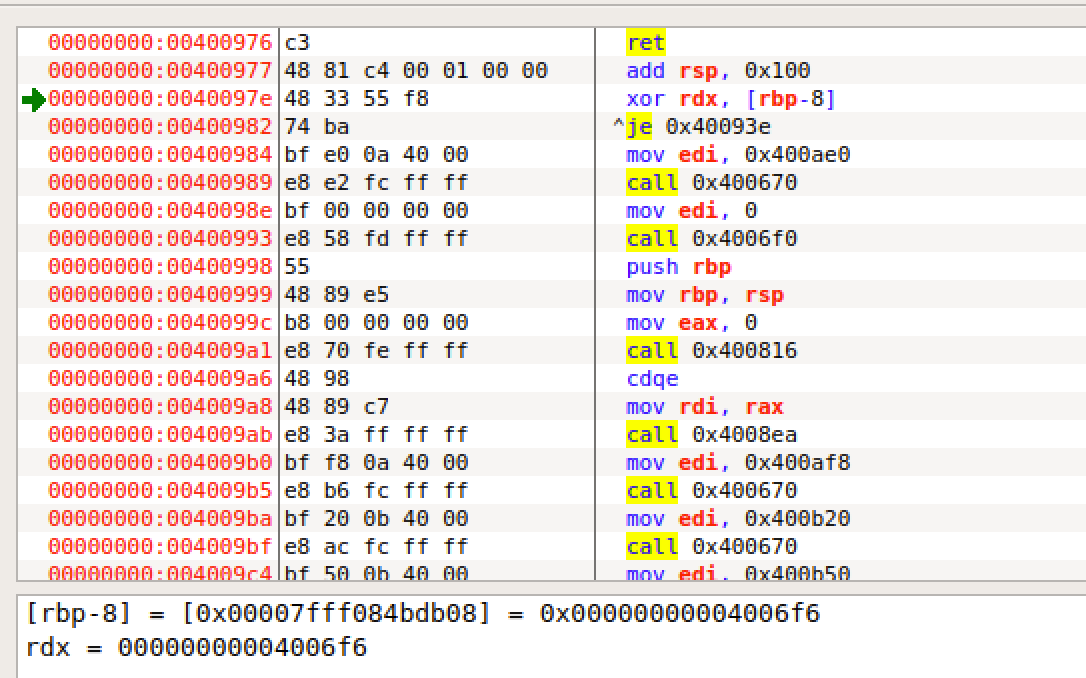 00000000:00400976 c3 ret
00000000:00400977 48 81 c4 00 01 00 00 add rsp, 0x100
00000000:0040097e 48 33 55 f8 xor rdx, [rbp-8]
00000000:00400982 74 ba ^je 0x40093e
00000000:00400984 bf e0 0a 40 00 mov edi, 0x400ae0
00000000:00400989 e8 e2 fc ff ff call 0x400670
00000000:0040098e bf 00 00 00 00 mov edi, 0
00000000:00400993 e8 58 fd ff ff call 0x4006f0
00000000:00400998 55 push rbp
00000000:00400999 48 89 e5 mov rbp, rsp
00000000:0040099c b8 00 00 00 00 mov eax, 0
00000000:004009a1 e8 70 fe ff ff call 0x400816
00000000:004009a6 48 98 cdqe
00000000:004009a8 48 89 c7 mov rdi, rax
00000000:004009ab e8 3a ff ff ff call 0x4008ea
00000000:004009b0 bf f8 0a 40 00 mov edi, 0x400af8
00000000:004009b5 e8 b6 fc ff ff call 0x400670
00000000:004009ba bf 20 0b 40 00 mov edi, 0x400b20
00000000:004009bf e8 ac fc ff ff call 0x400670
00000000:004009c4 bf 50 0b 40 00 mov edi, 0x400b50
[rbp-8] = [0x00007fff084bdb08] = 0x00000000004006f6
rdx = 00000000004006f6